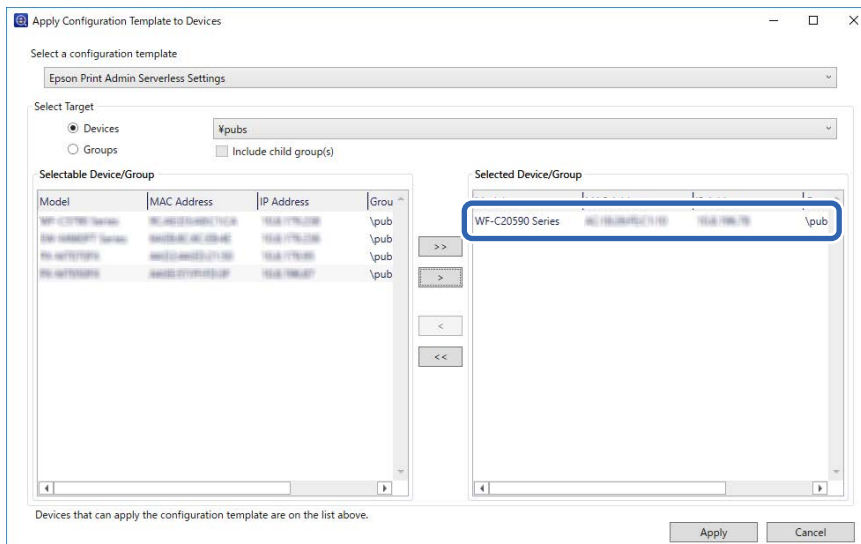 Apply Configuration Template to Devices
Select a configuration template
Epson Print Admin Serverless Settings
Select Target
Devices
¥pubs
Groups
Include child group(s)
Selectable Device/Group
Selected Device/Group
Model MAC Address IP Address Grou
\pub
\pub
\pub
\pub
WF-C20590 Series \pub
>>
>
<
<<
Devices that can apply the configuration template are on the list above.
Apply Cancel